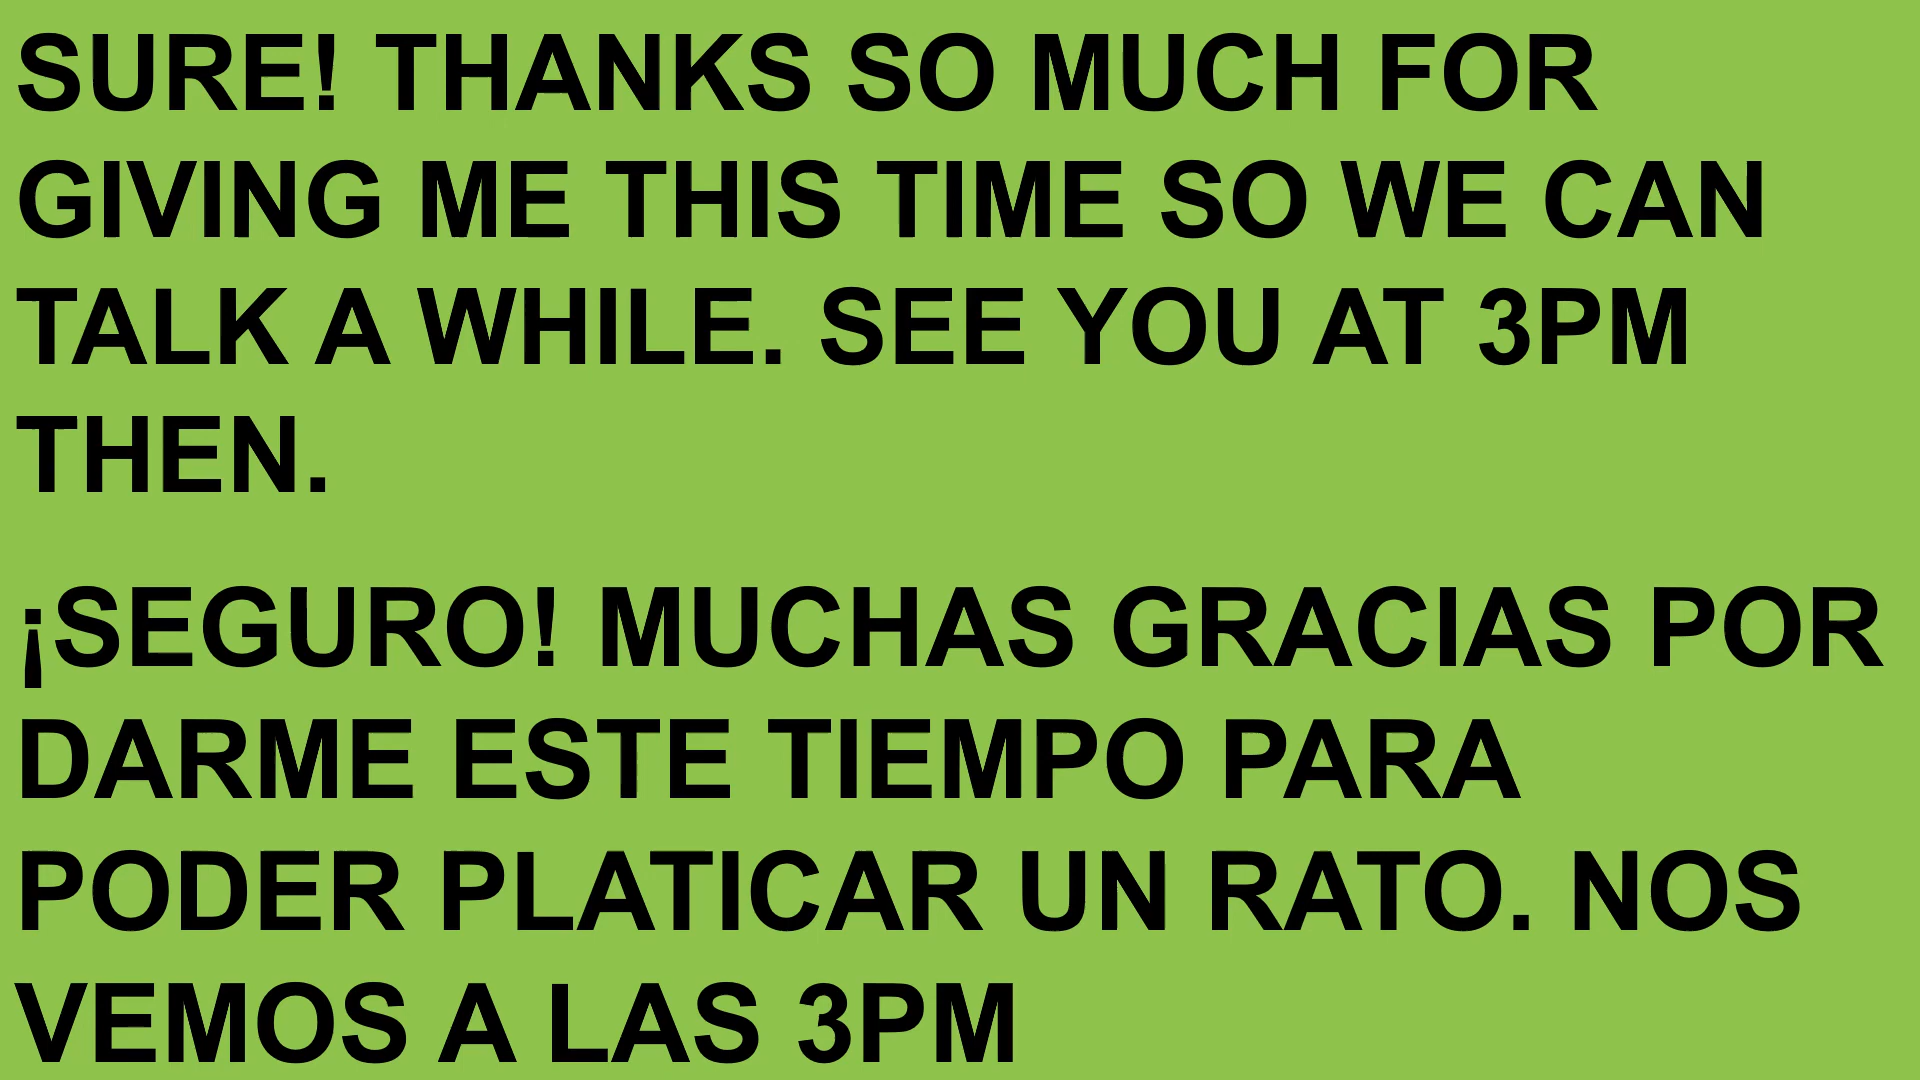 SURE! THANKS SO MUCH FOR
GIVING ME THIS TIME SO WE CAN
TALK A WHILE. SEE YOU AT 3PM
THEN.
¡SEGURO! MUCHAS GRACIAS POR
DARME ESTE TIEMPO PARA
PODER PLATICAR UN RATO. NOS
VEMOS A LAS 3PM